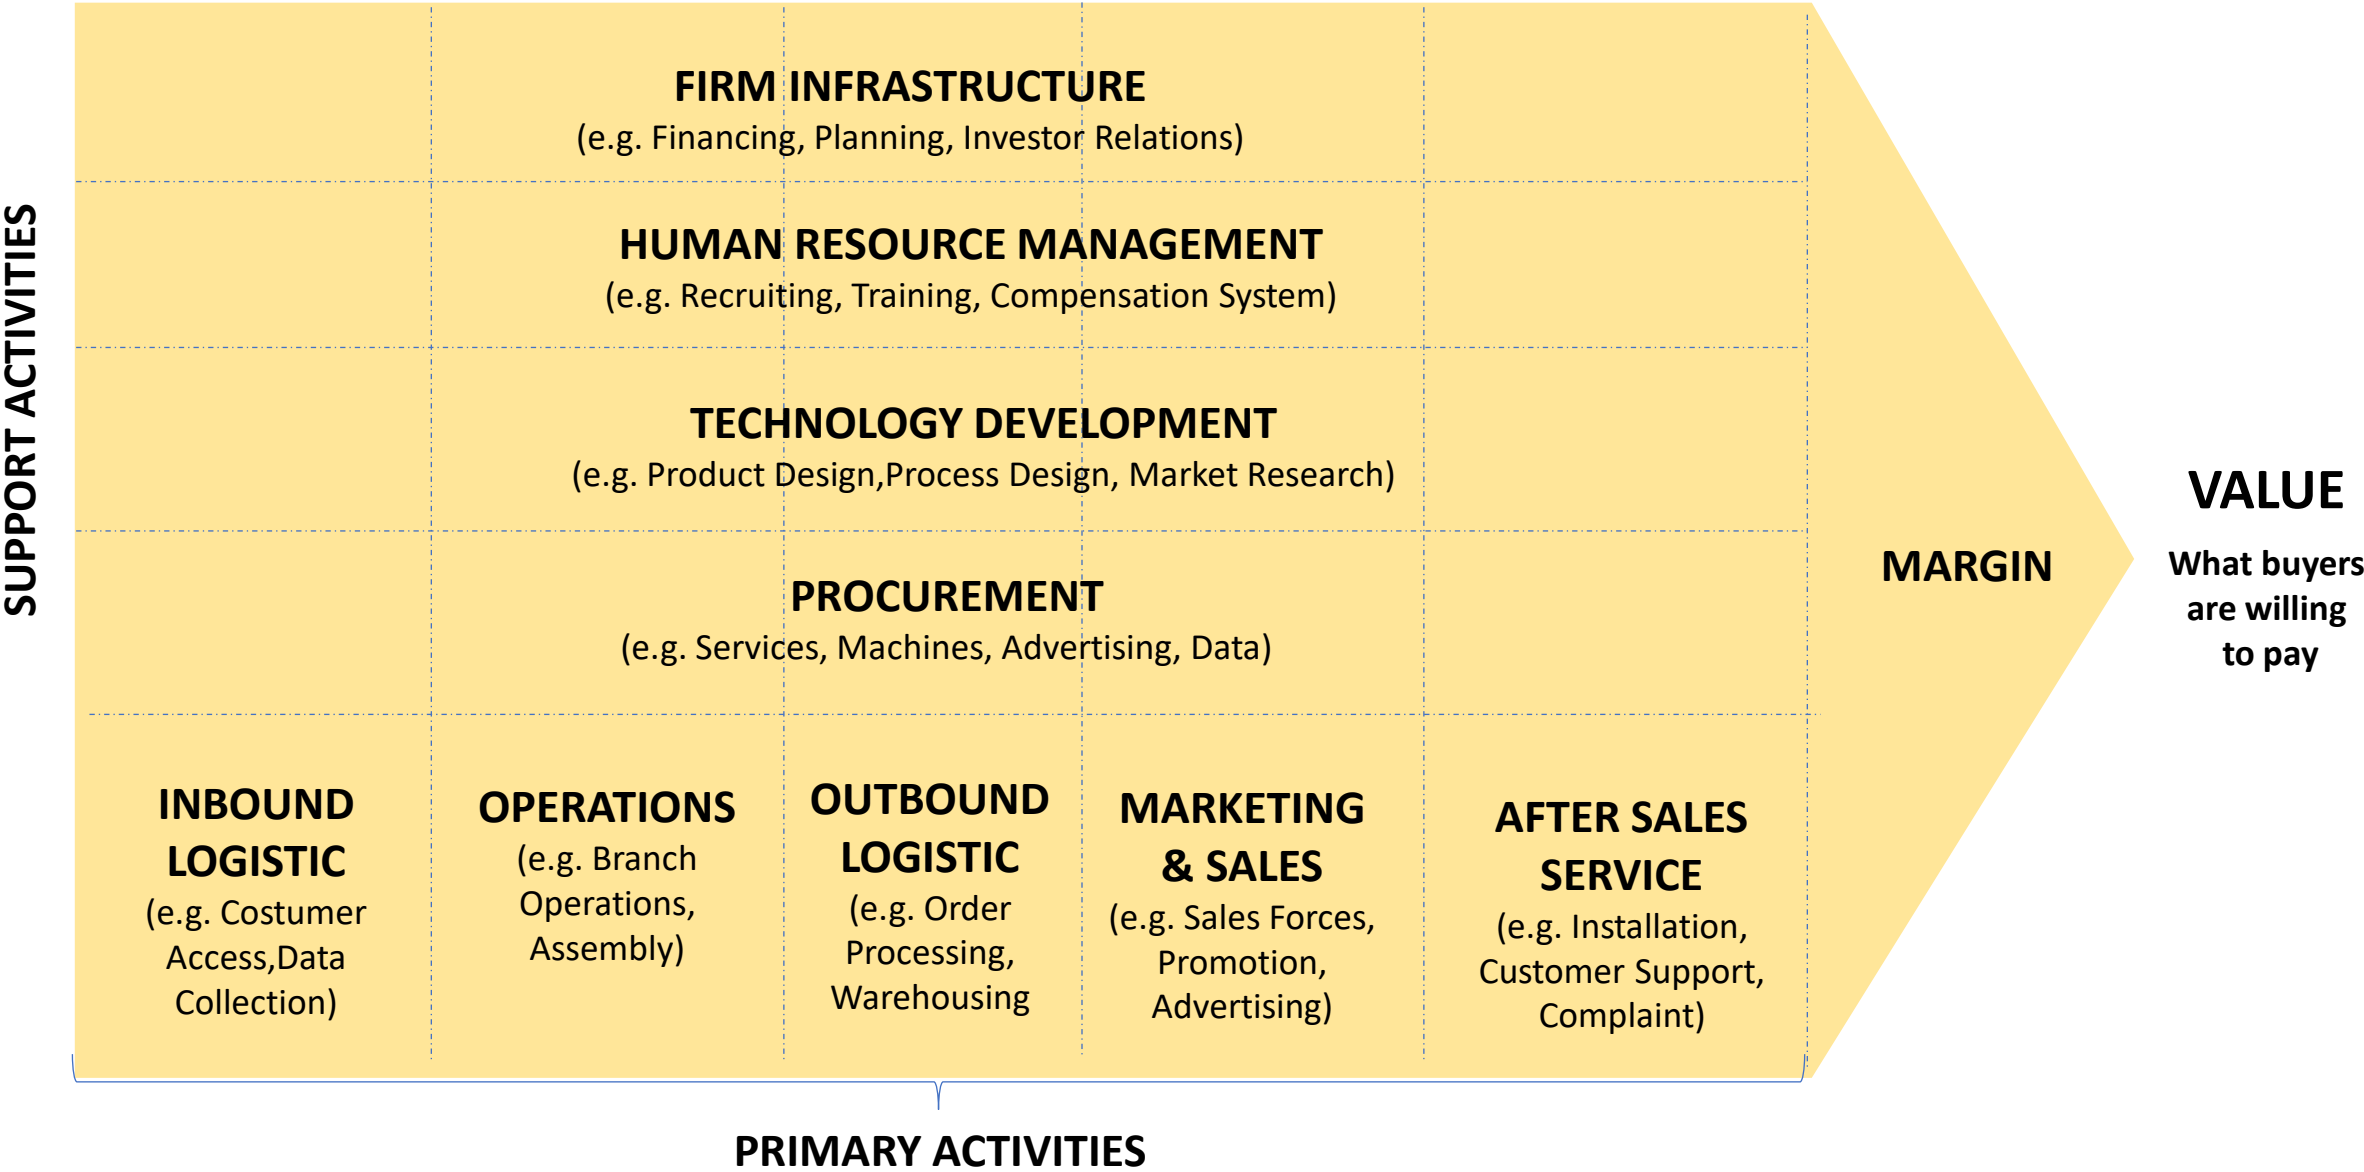 FIRM INFRASTRUCTURE
(e.g. Financing, Planning, Investor Relations)
HUMAN RESOURCE MANAGEMENT
(e.g. Recruiting, Training, Compensation System)
TECHNOLOGY DEVELOPMENT
(e.g. Product Design,Process Design, Market Research)
PROCUREMENT
(e.g. Services, Machines, Advertising, Data)
SUPPORT ACTIVITIES
INBOUND
LOGISTIC
(e.g. Costumer
Access,Data
Collection)
OPERATIONS
(e.g. Branch
Operations,
Assembly)
OUTBOUND
LOGISTIC
(e.g. Order
Processing,
Warehousing
MARKETING
& SALES
(e.g. Sales Forces,
Promotion,
Advertising)
AFTER SALES
SERVICE
(e.g. Installation,
Customer Support,
Complaint)
PRIMARY ACTIVITIES
MARGIN
VALUE
What buyers
are willing
to pay